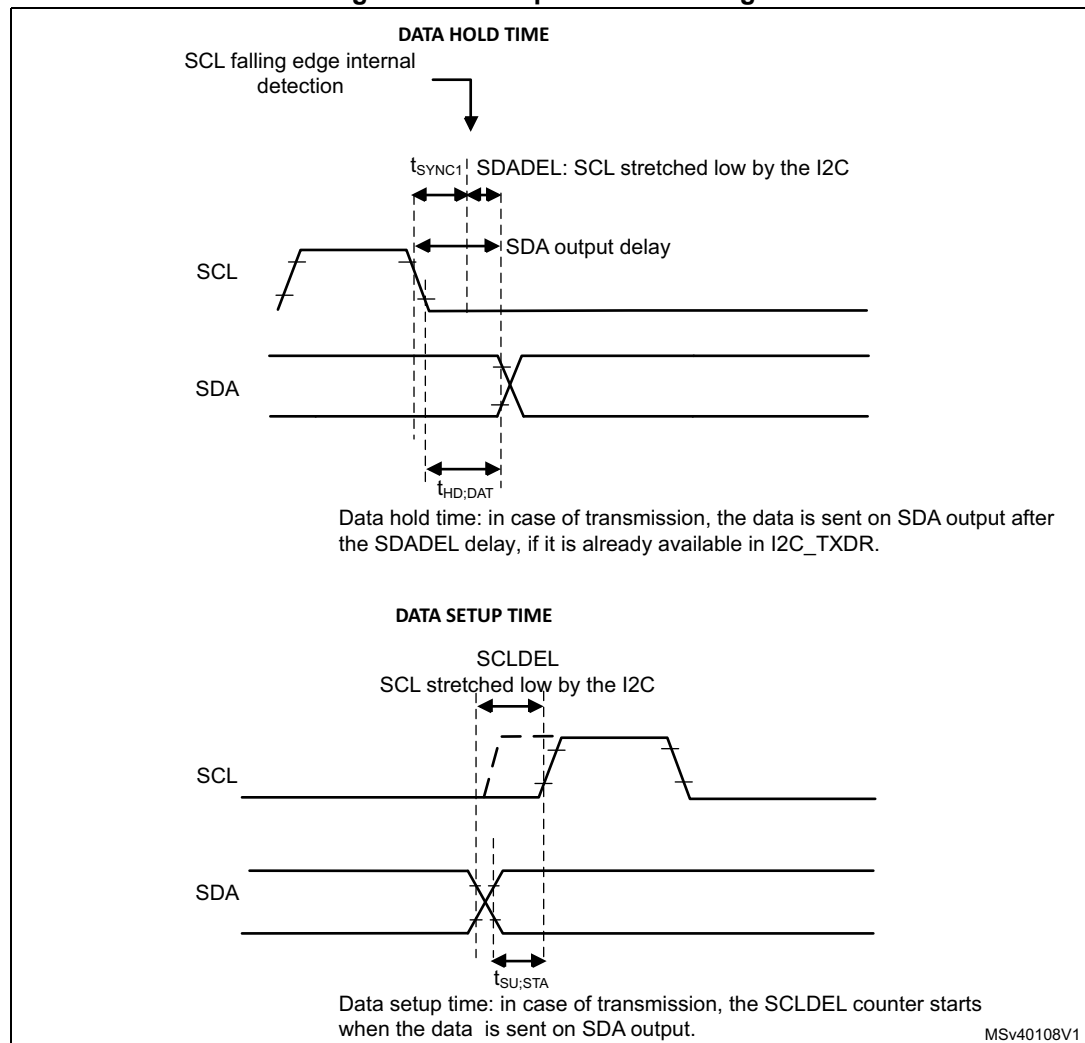 DATA HOLD TIME
SCL falling edge internal
detection
tSYNC1
SDADEL: SCL stretched low by the I2C
SDA output delay
SCL
SDA
tHD;DAT
Data hold time: in case of transmission, the data is sent on SDA output after
the SDADEL delay, if it is already available in I2C_TXDR.
DATA SETUP TIME
SCLDEL
SCL stretched low by the I2C
SCL
SDA
tSU;STA
Data setup time: in case of transmission, the SCLDEL counter starts
when the data is sent on SDA output.
MSv40108V1